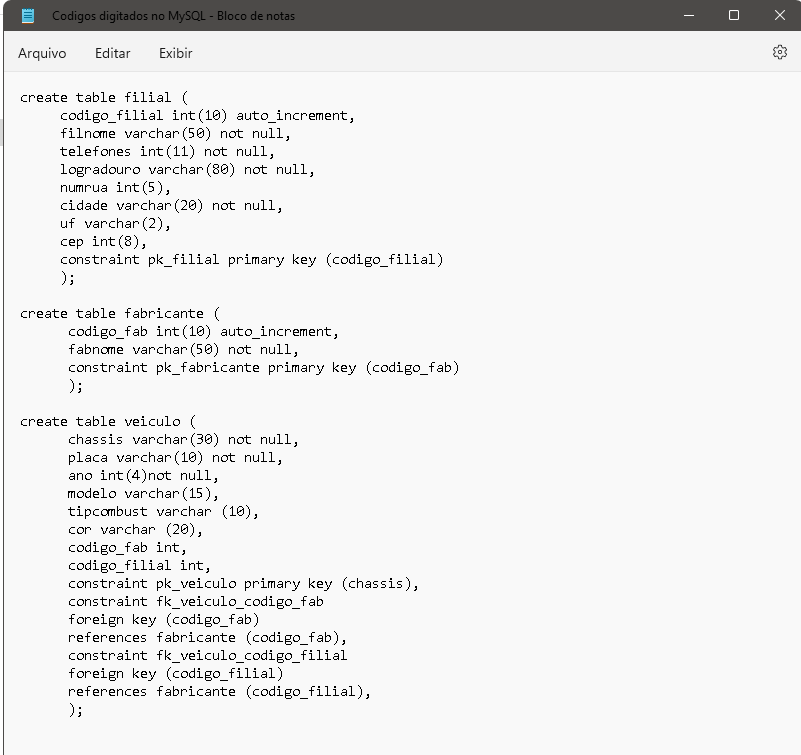 Codigos digitados no MySQL - Bloco de notas
Arquivo Editar Exibir
create table filial (
codigo_filial int(10) auto_increment,
filnome varchar(50) not null,
telefones int(11) not null,
logradouro varchar(80) not null,
numrua int(5),
cidade varchar(20) not null,
uf varchar(2),
cep int(8),
constraint pk_filial primary key (codigo_filial)
);
create table fabricante (
codigo_fab int(10) auto_increment,
fabnome varchar(50) not null,
constraint pk_fabricante primary key (codigo_fab)
);
create table veiculo (
chassis varchar(30) not null,
placa varchar(10) not null,
ano int(4)not null,
modelo varchar(15),
tipcombust varchar (10),
cor varchar (20),
codigo_fab int,
codigo_filial int,
constraint pk_veiculo primary key (chassis),
constraint fk_veiculo_codigo_fab
foreign key (codigo_fab)
references fabricante (codigo_fab),
constraint fk_veiculo_codigo_filial
foreign key (codigo_filial)
references fabricante (codigo_filial),
);